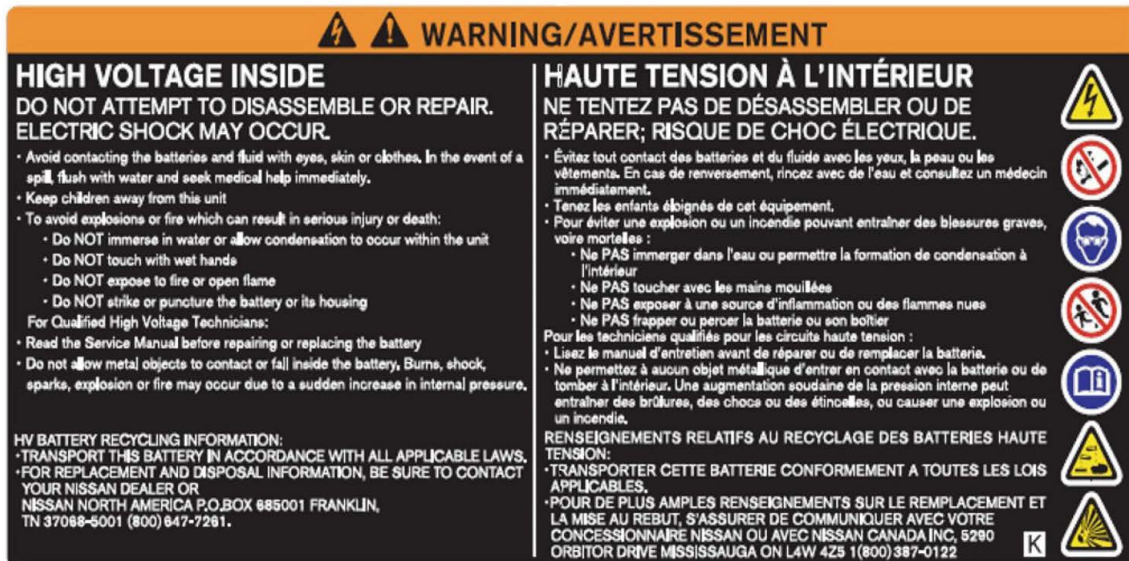 WARNING/AVERTISSEMENT
HIGH VOLTAGE INSIDE
DO NOT ATTEMPT TO DISASSEMBLE OR REPAIR.
ELECTRIC SHOCK MAY OCCUR.
• Avoid contacting the batteries and fluid with eyes, skin or clothes. In the event of a
spill, flush with water and seek medical help immediately.
• Keep children away from this unit
• To avoid explosions or fire which can result in serious injury or death:
• Do NOT immerse in water or allow condensation to occur within the unit
• Do NOT touch with wet hands
• Do NOT expose to fire or open flame
• Do NOT strike or puncture the battery or its housing
For Qualified High Voltage Technicians:
• Read the Service Manual before repairing or replacing the battery
• Do not allow metal objects to contact or fall inside the battery. Burns, shock,
sparks, explosion or fire may occur due to a sudden increase in internal pressure.
HV BATTERY RECYCLING INFORMATION:
•TRANSPORT THIS BATTERY IN ACCORDANCE WITH ALL APPLICABLE LAWS.
•FOR REPLACEMENT AND DISPOSAL INFORMATION, BE SURE TO CONTACT
YOUR NISSAN DEALER OR
NISSAN NORTH AMERICA P.O.BOX 685001 FRANKLIN,
TN 37068-5001 (800) 647-7261.
HAUTE TENSION À L'INTÉRIEUR
NE TENTEZ PAS DE DÉSASSEMBLER OU DE
RÉPARER; RISQUE DE CHOC ÉLECTRIQUE.
• Évitez tout contact des batteries et du fluide avec les yeux, la peau ou les
vêtements. En cas de renversement, rincez avec de l'eau et consultez un médecin
immédiatement.
• Tenez les enfants éloignés de cet équipement.
• Pour éviter une explosion ou un incendie pouvant entraîner des blessures graves,
voire mortelles :
• Ne PAS immerger dans l'eau ou permettre la formation de condensation à
l'intérieur
• Ne PAS toucher avec les mains mouillées
• Ne PAS exposer à une source d'inflammation ou des flammes nues
• Ne PAS frapper ou percer la batterie ou son boîtier
Pour les techniciens qualifiés pour les circuits haute tension :
• Lisez le manuel d'entretien avant de réparer ou de remplacer la batterie.
• Ne permettez à aucun objet métallique d'entrer en contact avec la batterie ou de
tomber à l'intérieur. Une augmentation soudaine de la pression interne peut
entraîner des brûlures, des chocs ou des étincelles, ou causer une explosion ou
un incendie.
RENSEIGNEMENTS RELATIFS AU RECYCLAGE DES BATTERIES HAUTE
TENSION:
•TRANSPORTER CETTE BATTERIE CONFORMEMENT A TOUTES LES LOIS
APPLICABLES.
•POUR DE PLUS AMPLES RENSEIGNEMENTS SUR LE REMPLACEMENT ET
LA MISE AU REBUT, S'ASSURER DE COMMUNIQUER AVEC VOTRE
CONCESSIONNAIRE NISSAN OU AVEC NISSAN CANADA INC, 5290
ORBITOR DRIVE MISSISSAUGA ON L4W 4Z5 1(800) 387-0122
K